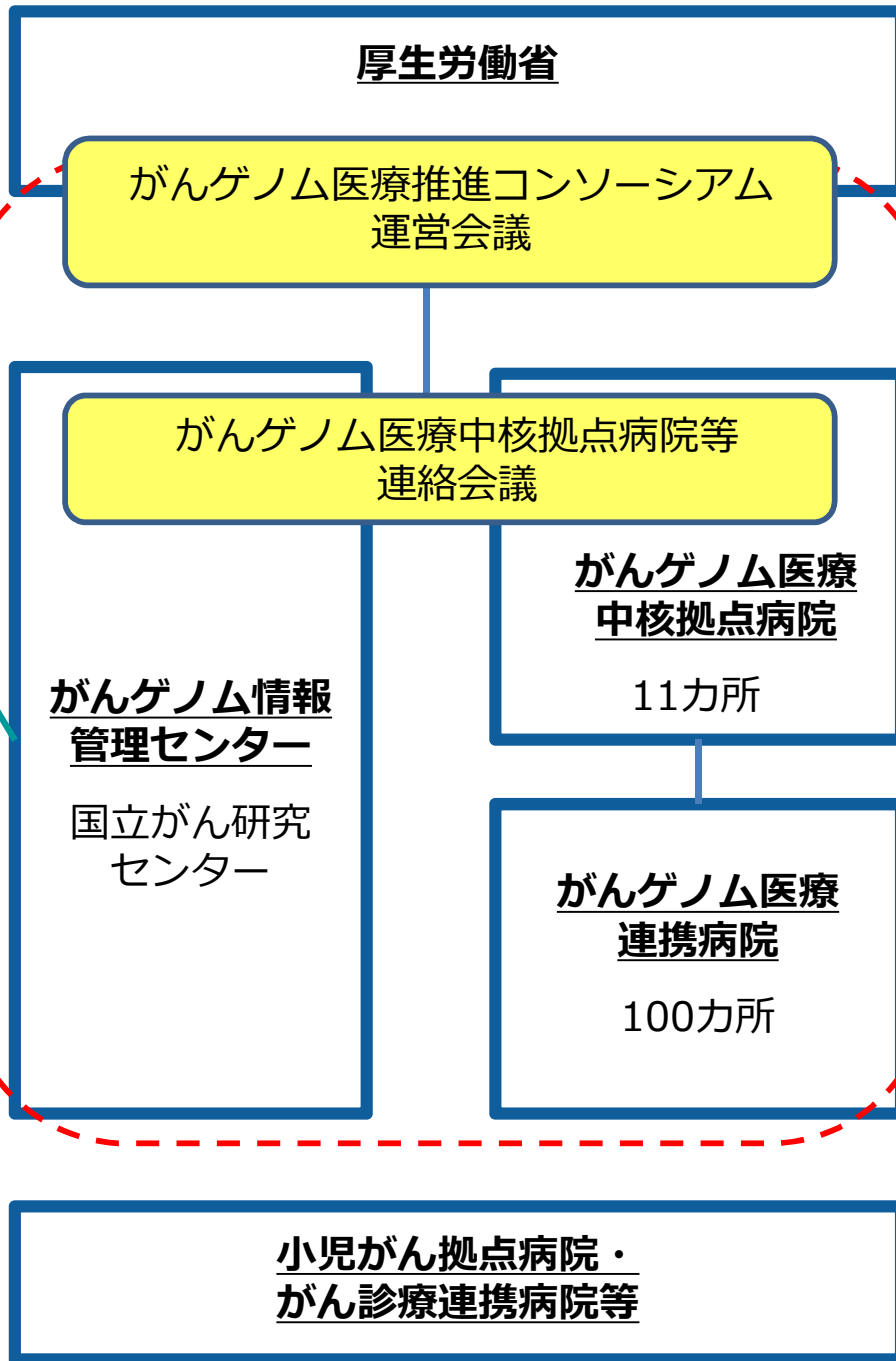 厚生労働省
がんゲノム医療推進コンソーシアム
運営会議
がんゲノム医療中核拠点病院等
連絡会議
がんゲノム情報
管理センター
国立がん研究
センター
がんゲノム医療
中核拠点病院
11カ所
がんゲノム医療
連携病院
100カ所
小児がん拠点病院・
がん診療連携病院等